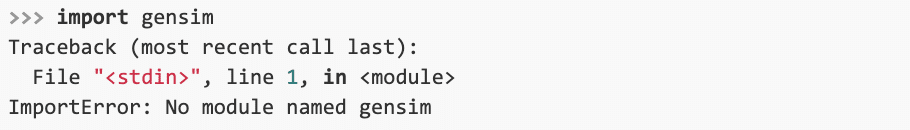 >>> import gensim
Traceback (most recent call last):
  File "<stdin>", line 1, in <module>
ImportError: No module named gensim